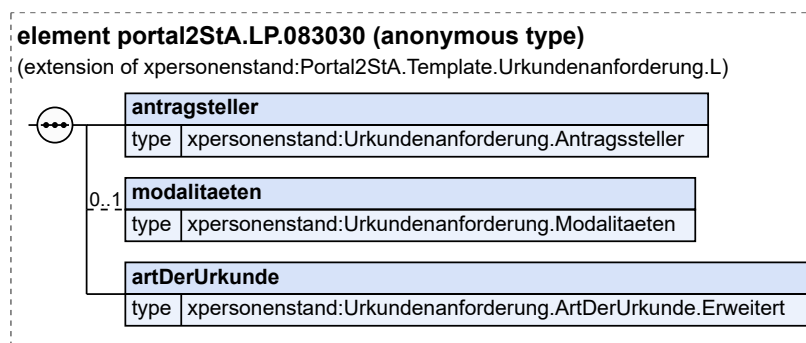 element portal2StA.LP.083030 (anonymous type)
(extension of xpersonenstand:Portal2StA.Template.Urkundenanforderung.L)
antragsteller
type xpersonenstand:Urkundenanforderung.Antragssteller
0..1
modalitaeten
type xpersonenstand:Urkundenanforderung.Modalitaeten
artDerUrkunde
type xpersonenstand:Urkundenanforderung.ArtDerUrkunde.Erweitert